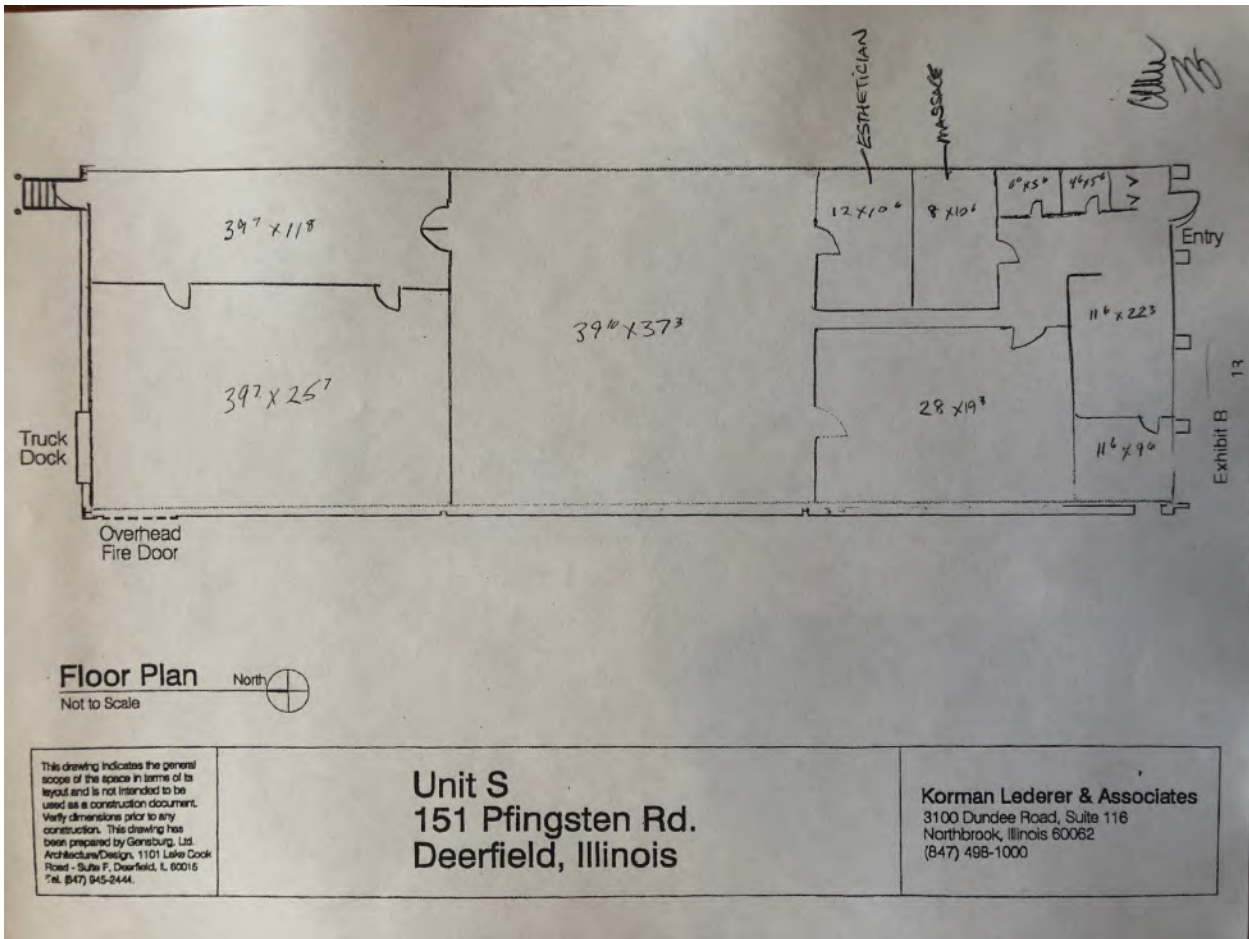 ESTHETICIAN
MASSAGE
39⁷ X 11⁸
12 X 10⁶
8 X 10⁶
6⁰ X 5⁶
4⁶ X 5⁶
Entry
39¹⁰ X 37³
11⁶ X 22³
39⁷ X 25⁷
28 X 19³
11⁶ X 9⁶
Truck
Dock
Overhead
Fire Door
Exhibit B
13
Floor Plan
North
Not to Scale
This drawing indicates the general
scope of the space in terms of its
layout and is not intended to be
used as a construction document.
Verify dimensions prior to any
construction. This drawing has
been prepared by Gensburg, Ltd.
Architecture/Design, 1101 Lake Cook
Road - Suite F, Deerfield, IL 60015
Tel. (847) 945-2444.
Unit S
151 Pfingsten Rd.
Deerfield, Illinois
Korman Lederer & Associates
3100 Dundee Road, Suite 116
Northbrook, Illinois 60062
(847) 498-1000